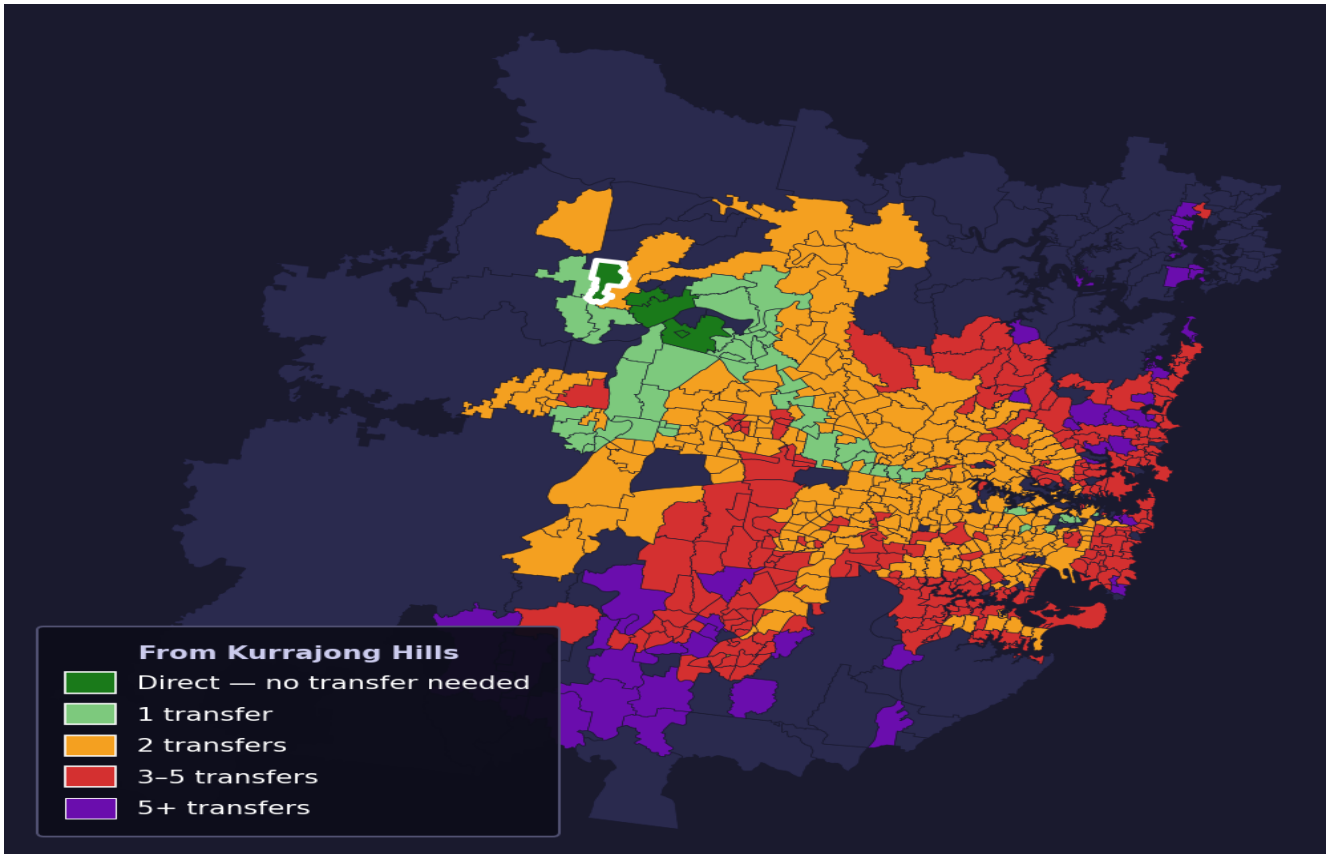 From Kurrajong Hills
Direct — no transfer needed
1 transfer
2 transfers
3–5 transfers
5+ transfers